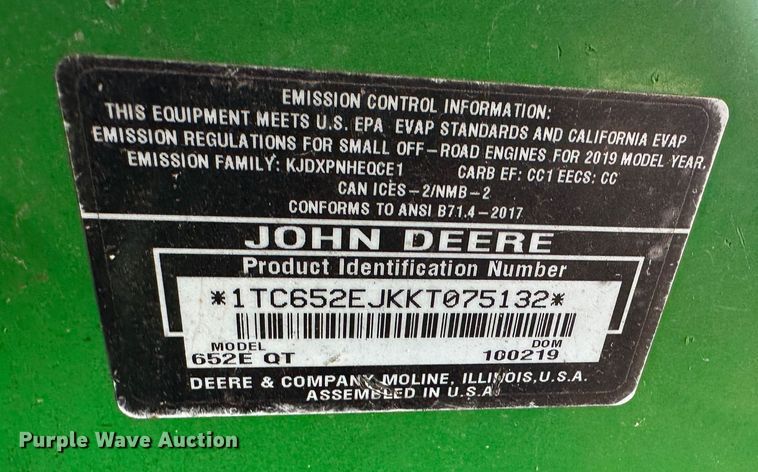 EMISSION CONTROL INFORMATION:
THIS EQUIPMENT MEETS U.S. EPA EVAP STANDARDS AND CALIFORNIA EVAP
EMISSION REGULATIONS FOR SMALL OFF-ROAD ENGINES FOR 2019 MODEL YEAR.
EMISSION FAMILY: KJDXPNHEQCE1 CARB EF: CC1 EECS: CC
CAN ICES-2/NMB-2
CONFORMS TO ANSI B71.4-2017
JOHN DEERE
Product Identification Number
*1TC652EJKKT075132*
MODEL DOM
652E QT 100219
DEERE & COMPANY MOLINE, ILLINOIS, U.S.A.
ASSEMBLED IN U.S.A.
Purple Wave Auction